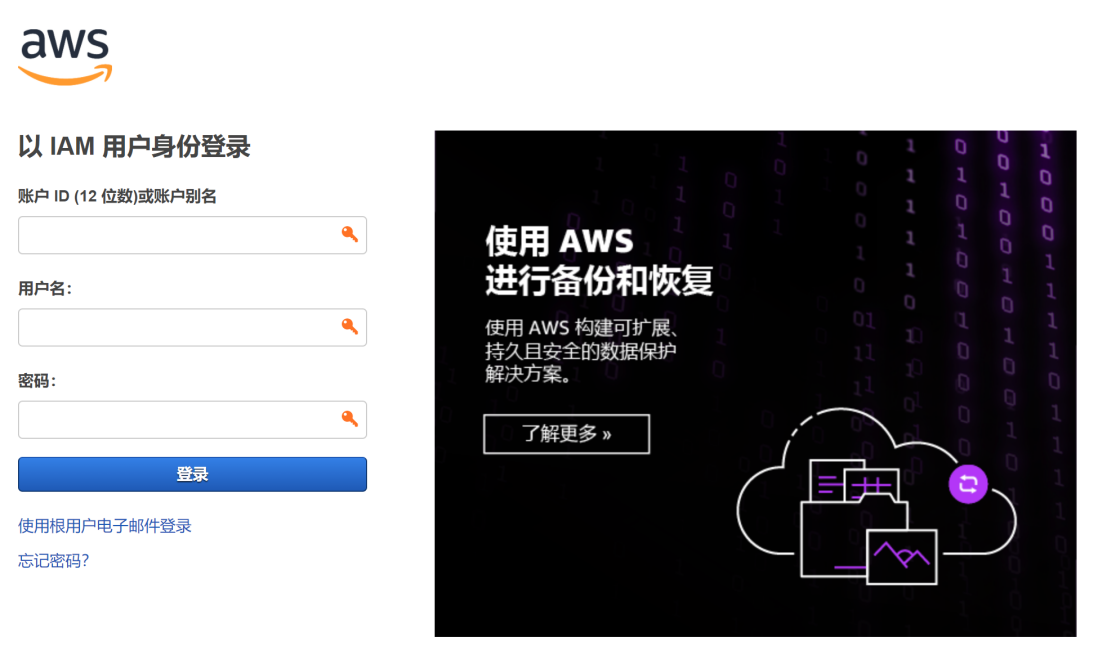 aws
以 IAM 用户身份登录
账户 ID (12 位数)或账户别名
用户名:
密码:
登录
使用根用户电子邮件登录
忘记密码?
使用 AWS
进行备份和恢复
使用 AWS 构建可扩展、
持久且安全的数据保护
解决方案。
了解更多 »